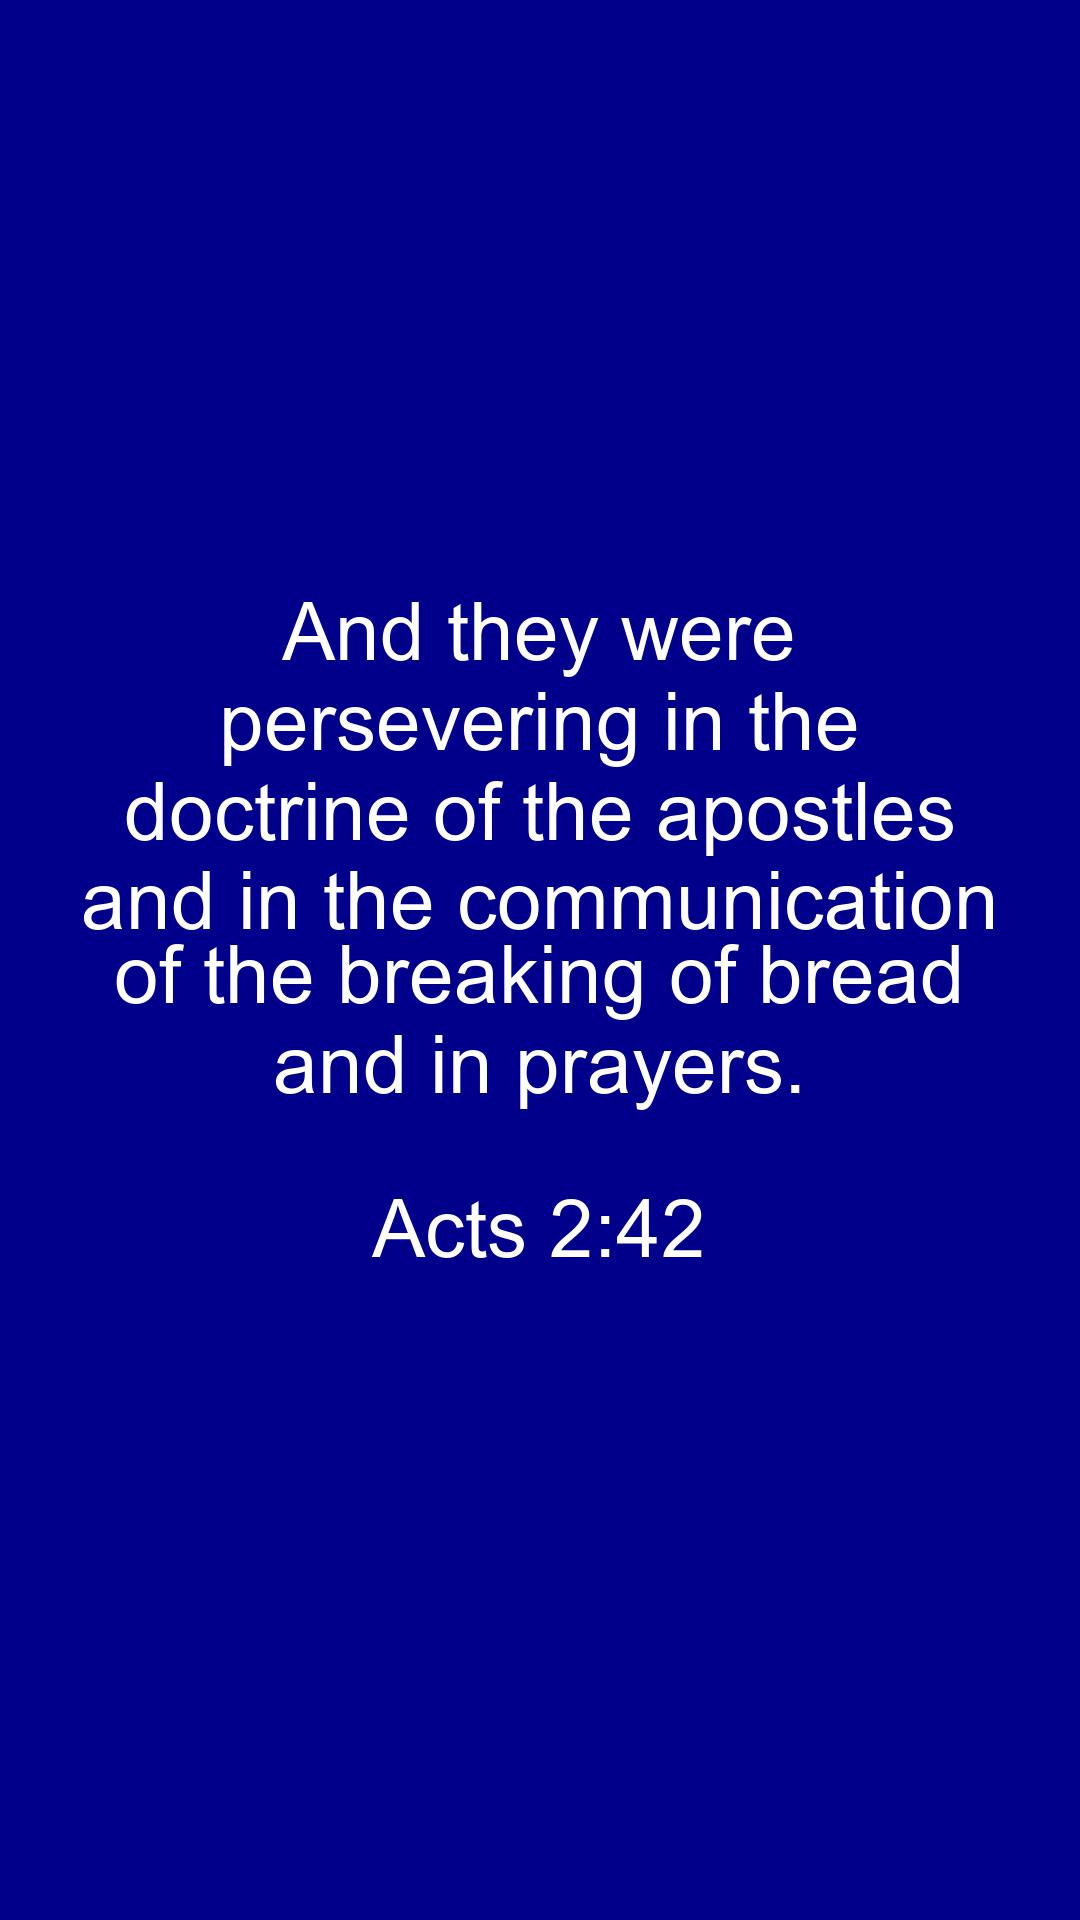 And they were
persevering in the
doctrine of the apostles
and in the communication
of the breaking of bread
and in prayers.
Acts 2:42